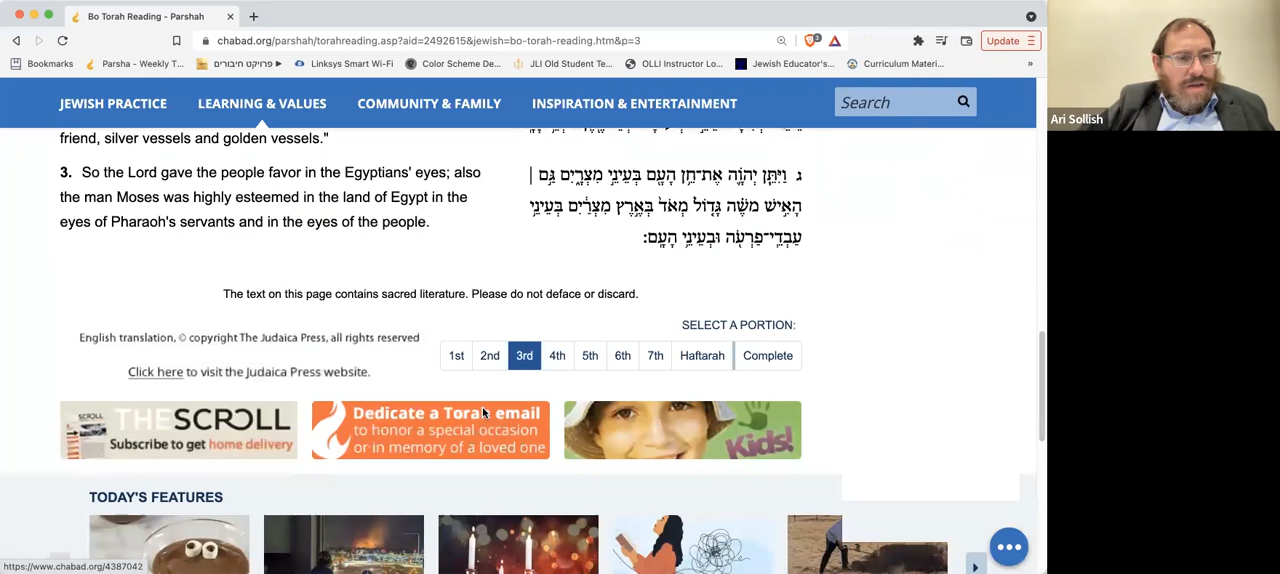 Bo Torah Reading - Parshah
chabad.org/parshah/torahreading.asp?aid=2492615&jewish=bo-torah-reading.htm&p=3
3
Update
Bookmarks
Parsha - Weekly T...
פרוייקט חיבורים
Linksys Smart Wi-Fi
Color Scheme De...
JLI Old Student Te...
OLLI Instructor Lo...
Jewish Educator's...
Curriculum Materi...
»
JEWISH PRACTICE
LEARNING & VALUES
COMMUNITY & FAMILY
INSPIRATION & ENTERTAINMENT
Search
Ari Sollish
friend, silver vessels and golden vessels."
3. So the Lord gave the people favor in the Egyptians' eyes; also
the man Moses was highly esteemed in the land of Egypt in the
eyes of Pharaoh's servants and in the eyes of the people.
ג וַיִּתֵּ֧ן יְהֹוָ֛ה אֶת־חֵ֥ן הָעָ֖ם בְּעֵינֵ֣י מִצְרָ֑יִם גַּ֣ם |
הָאִ֣ישׁ משֶׁ֗ה גָּד֤וֹל מְאֹד֙ בְּאֶ֣רֶץ מִצְרַ֔יִם בְּעֵינֵ֥י
עַבְדֵֽי־פַרְעֹ֖ה וּבְעֵינֵ֥י הָעָֽם:
The text on this page contains sacred literature. Please do not deface or discard.
SELECT A PORTION:
English translation, © copyright The Judaica Press, all rights reserved
1st 2nd 3rd 4th 5th 6th 7th Haftarah Complete
Click here to visit the Judaica Press website.
SCROLL
THE SCROLL
Subscribe to get home delivery
Dedicate a Torah email
to honor a special occasion
or in memory of a loved one
Kids!
TODAY'S FEATURES
https://www.chabad.org/4387042